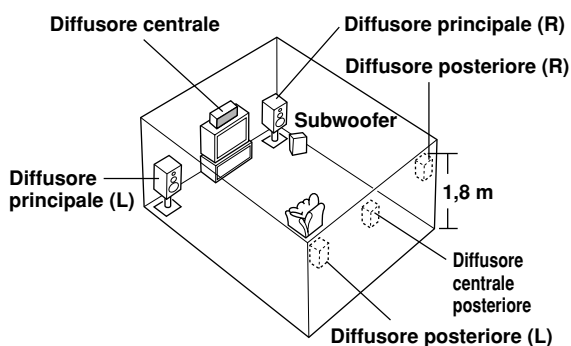 Diffusore centrale
Diffusore principale (R)
Diffusore posteriore (R)
Subwoofer
Diffusore
principale (L)
1,8 m
Diffusore
centrale
posteriore
Diffusore posteriore (L)